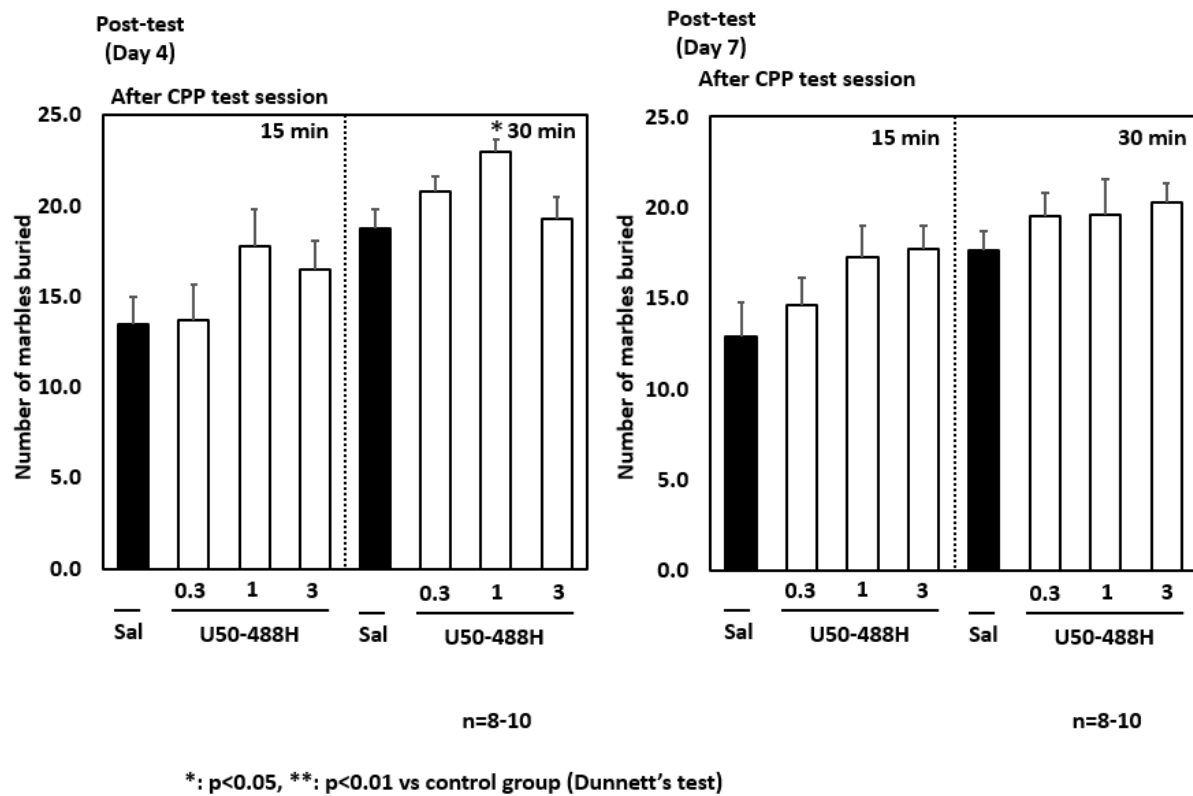 Post-test
(Day 4)
After CPP test session
15 min
* 30 min
Number of marbles buried
25.0
20.0
15.0
10.0
5.0
0.0
0.3 1 3 0.3 1 3
Sal U50-488H Sal U50-488H
n=8-10
Post-test
(Day 7)
After CPP test session
15 min
30 min
Number of marbles buried
25.0
20.0
15.0
10.0
5.0
0.0
0.3 1 3 0.3 1 3
Sal U50-488H Sal U50-488H
n=8-10
*: p<0.05, **: p<0.01 vs control group (Dunnett’s test)